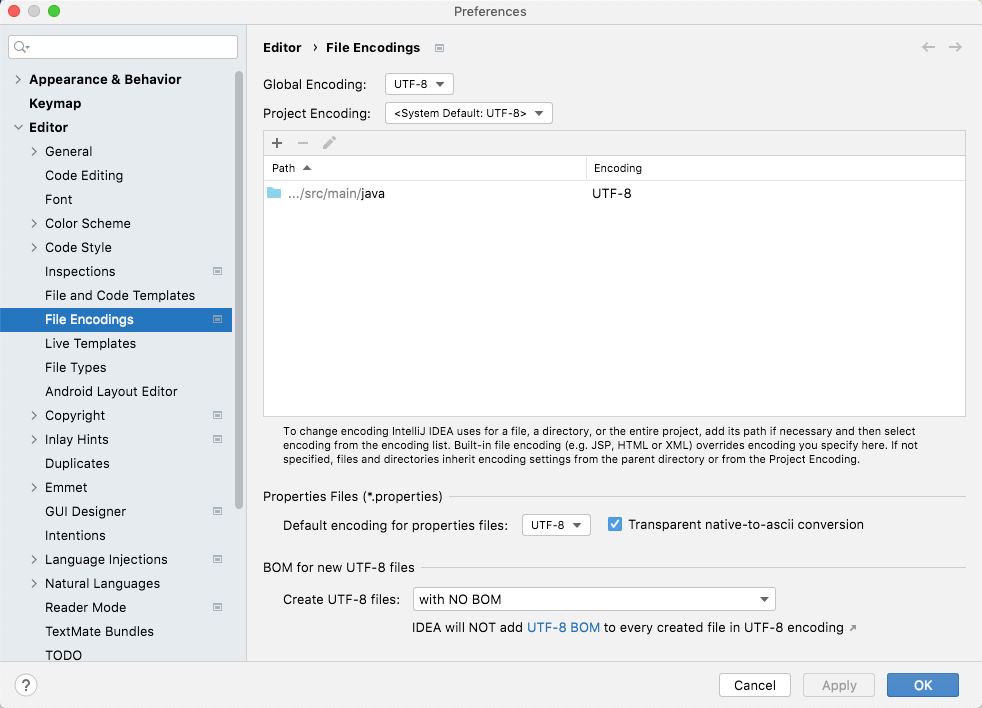 Preferences
Appearance & Behavior
Keymap
Editor
General
Code Editing
Font
Color Scheme
Code Style
Inspections
File and Code Templates
File Encodings
Live Templates
File Types
Android Layout Editor
Copyright
Inlay Hints
Duplicates
Emmet
GUI Designer
Intentions
Language Injections
Natural Languages
Reader Mode
TextMate Bundles
TODO
Editor › File Encodings
Global Encoding: UTF-8
Project Encoding: <System Default: UTF-8>
Path Encoding
.../src/main/java UTF-8
To change encoding IntelliJ IDEA uses for a file, a directory, or the entire project, add its path if necessary and then select
encoding from the encoding list. Built-in file encoding (e.g. JSP, HTML or XML) overrides encoding you specify here. If not
specified, files and directories inherit encoding settings from the parent directory or from the Project Encoding.
Properties Files (*.properties)
Default encoding for properties files: UTF-8 Transparent native-to-ascii conversion
BOM for new UTF-8 files
Create UTF-8 files: with NO BOM
IDEA will NOT add UTF-8 BOM to every created file in UTF-8 encoding ↗
? Cancel Apply OK